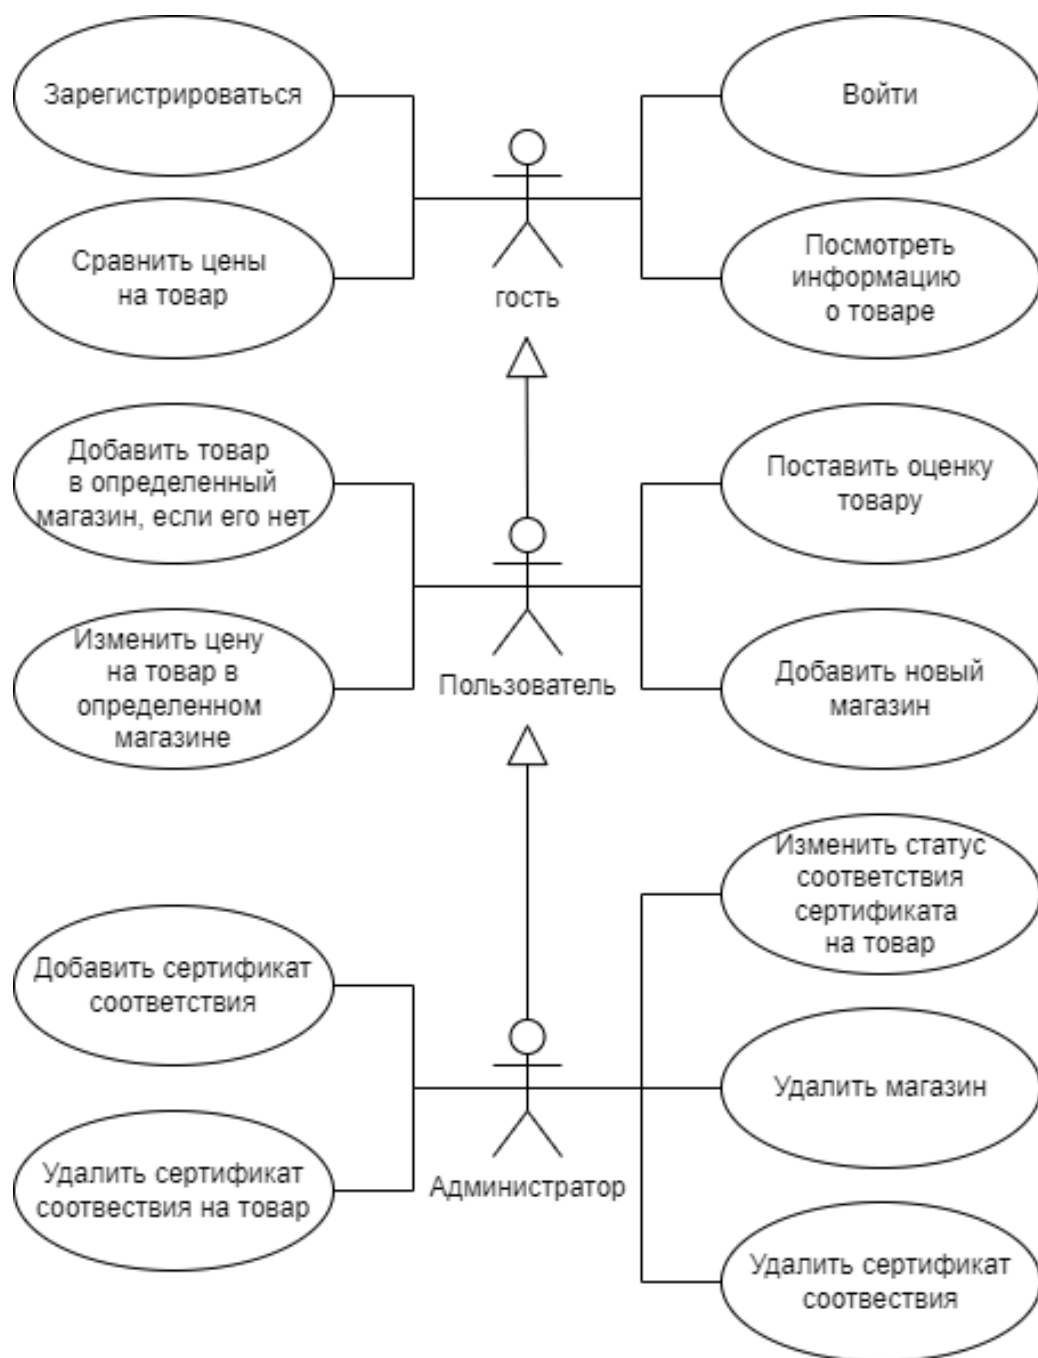 Зарегистрироваться
Войти
Сравнить цены
на товар
гость
Посмотреть
информацию
о товаре
Добавить товар
в определенный
магазин, если его нет
Поставить оценку
товару
Изменить цену
на товар в
определенном
магазине
Пользователь
Добавить новый
магазин
Изменить статус
соответствия
сертификата
на товар
Добавить сертификат
соответствия
Удалить магазин
Удалить сертификат
соотвествия на товар
Администратор
Удалить сертификат
соотвествия